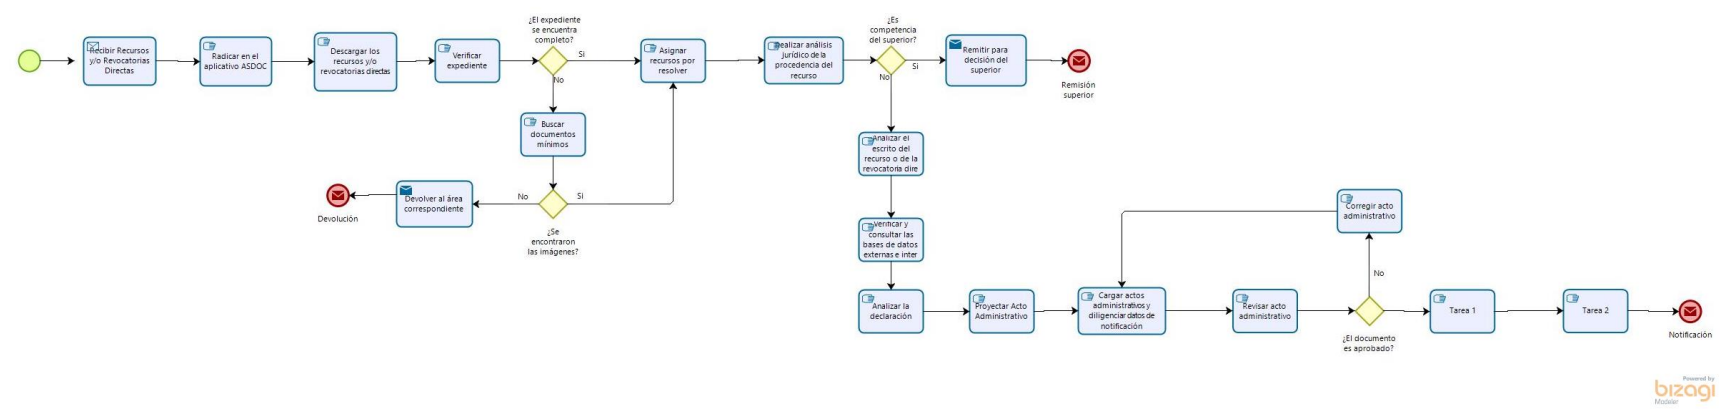 Recibir Recursos
y/o Revocatorias
Directas
Radicar en el
aplicativo ASDOC
Descargar los
recursos y/o
revocatorias directas
Verificar
expediente
¿El expediente
se encuentra
completo?
Si
No
Buscar
documentos
mínimos
¿Se
encontraron
las imágenes?
No
Si
Devolver al área
correspondiente
Devolución
Asignar
recursos por
resolver
Realizar análisis
jurídico de la
procedencia del
recurso
¿Es
competencia
del superior?
Si
No
Remitir para
decisión del
superior
Remisión
superior
Analizar el
escrito del
recurso o de la
revocatoria dire
Verificar y
consultar las
bases de datos
externas e inter
Analizar la
declaración
Proyectar Acto
Administrativo
Cargar actos
administrativos y
diligenciar datos de
notificación
Revisar acto
administrativo
¿El documento
es aprobado?
No
Corregir acto
administrativo
Tarea 1
Tarea 2
Notificación
Powered by
bizagi
Modeler